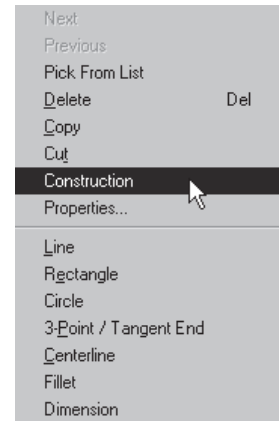 Next
Previous
Pick From List
Delete Del
Copy
Cut
Construction
Properties...
Line
Rectangle
Circle
3-Point / Tangent End
Centerline
Fillet
Dimension